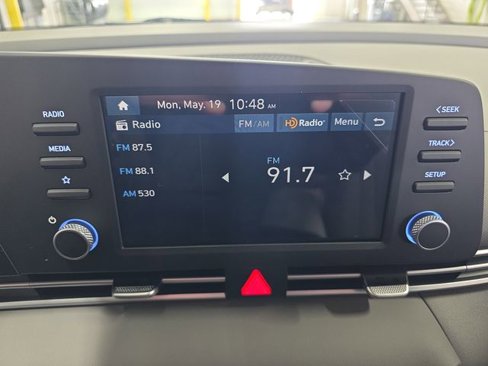 Mon, May. 19 10:48 AM
Radio FM/AM HD Radio Menu
FM 87.5
FM 88.1
AM 530
FM
91.7
RADIO
MEDIA
<SEEK
TRACK>
SETUP